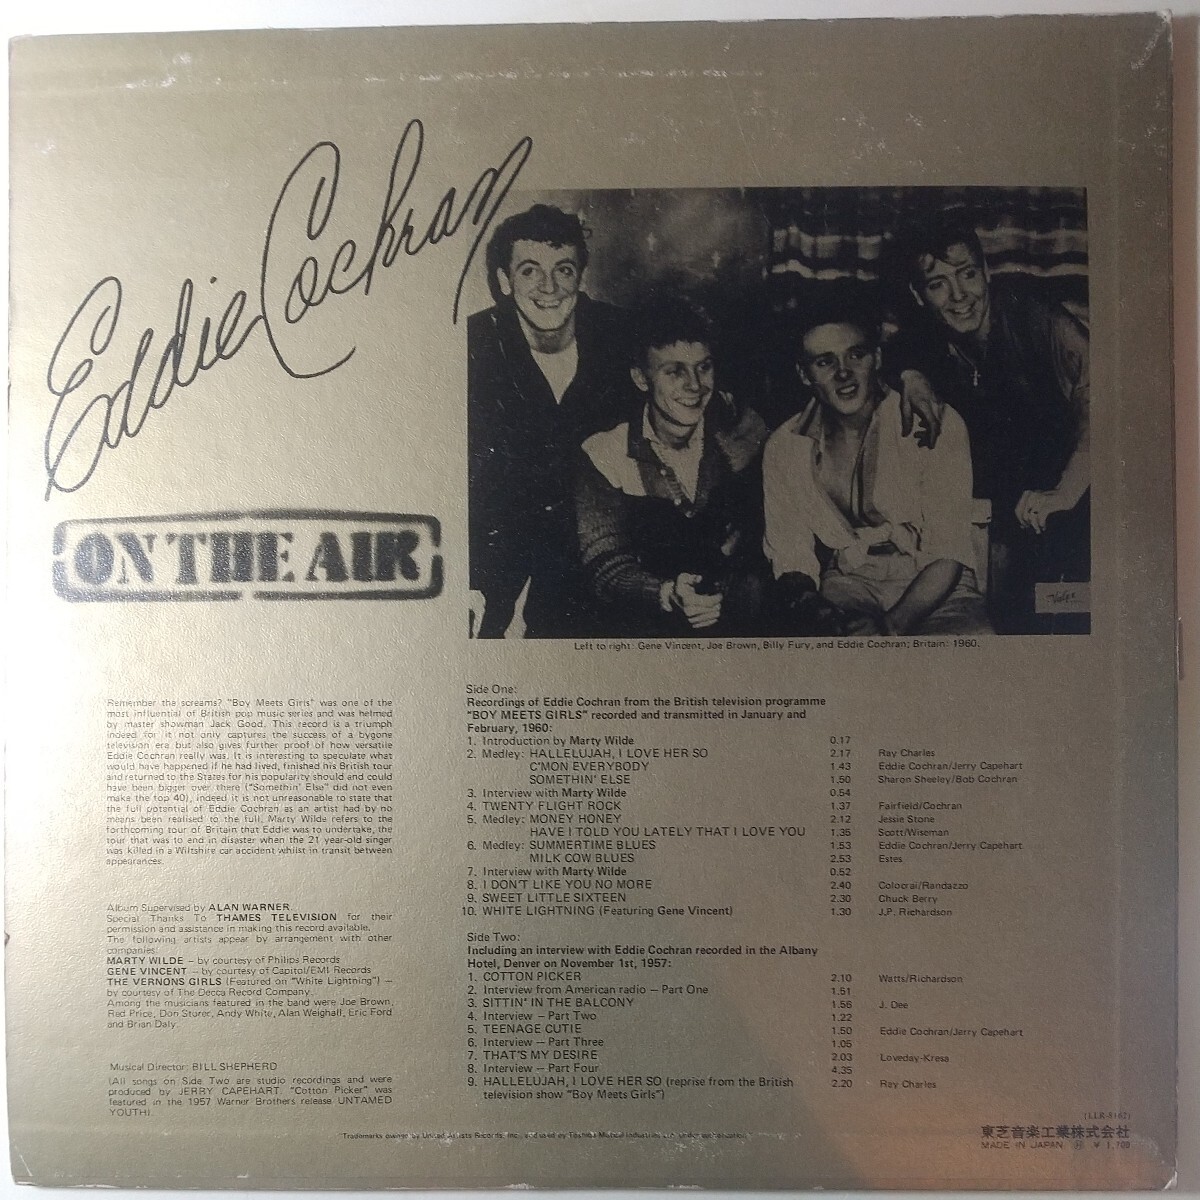 Eddie Cochran
ON THE AIR
Left to right: Gene Vincent, Joe Brown, Billy Fury, and Eddie Cochran; Britain: 1960.
Remember the screams? "Boy Meets Girls" was one of the
most influential of British pop music series and was helmed
by master showman Jack Good. This record is a triumph
indeed for it not only captures the success of a bygone
television era but also gives further proof of how versatile
Eddie Cochran really was. It is interesting to speculate what
would have happened if he had lived, finished his British tour
and returned to the States for his popularity should and could
have been bigger over there ("Somethin' Else" did not even
make the top 40), indeed it is not unreasonable to state that
the full potential of Eddie Cochran as an artist had by no
means been realised to the full. Marty Wilde refers to the
forthcoming tour of Britain that Eddie was to undertake, the
tour that was to end in disaster when the 21 year-old singer
was killed in a Wiltshire car accident whilst in transit between
appearances.
Album Supervised by ALAN WARNER.
Special Thanks To THAMES TELEVISION for their
permission and assistance in making this record available.
The following artists appear by arrangement with other
companies:
MARTY WILDE – by courtesy of Philips Records
GENE VINCENT – by courtesy of Capitol/EMI Records
THE VERNONS GIRLS (Featured on "White Lightning") –
by courtesy of The Decca Record Company.
Among the musicians featured in the band were Joe Brown,
Red Price, Don Storer, Andy White, Alan Weighall, Eric Ford
and Brian Daly.
Musical Director: BILL SHEPHERD
(All songs on Side Two are studio recordings and were
produced by JERRY CAPEHART. "Cotton Picker" was
featured in the 1957 Warner Brothers release UNTAMED
YOUTH).
Side One:
Recordings of Eddie Cochran from the British television programme
"BOY MEETS GIRLS" recorded and transmitted in January and
February, 1960:
1. Introduction by Marty Wilde 0.17
2. Medley: HALLELUJAH, I LOVE HER SO 2.17 Ray Charles
C'MON EVERYBODY 1.43 Eddie Cochran/Jerry Capehart
SOMETHIN' ELSE 1.50 Sharon Sheeley/Bob Cochran
3. Interview with Marty Wilde 0.54
4. TWENTY FLIGHT ROCK 1.37 Fairfield/Cochran
5. Medley: MONEY HONEY 2.12 Jessie Stone
HAVE I TOLD YOU LATELY THAT I LOVE YOU 1.35 Scott/Wiseman
6. Medley: SUMMERTIME BLUES 1.53 Eddie Cochran/Jerry Capehart
MILK COW BLUES 2.53 Estes
7. Interview with Marty Wilde 0.52
8. I DON'T LIKE YOU NO MORE 2.40 Colocrai/Randazzo
9. SWEET LITTLE SIXTEEN 2.30 Chuck Berry
10. WHITE LIGHTNING (Featuring Gene Vincent) 1.30 J.P. Richardson
Side Two:
Including an interview with Eddie Cochran recorded in the Albany
Hotel, Denver on November 1st, 1957:
1. COTTON PICKER 2.10 Watts/Richardson
2. Interview from American radio – Part One 1.51
3. SITTIN' IN THE BALCONY 1.56 J. Dee
4. Interview – Part Two 1.22
5. TEENAGE CUTIE 1.50 Eddie Cochran/Jerry Capehart
6. Interview – Part Three 1.05
7. THAT'S MY DESIRE 2.03 Loveday-Kresa
8. Interview – Part Four 4.35
9. HALLELUJAH, I LOVE HER SO (reprise from the British 2.20 Ray Charles
television show "Boy Meets Girls")
(LLR-8162)
東芝音楽工業株式会社
MADE IN JAPAN ¥ 1,700
"Trademarks owned by United Artists Records, Inc., and used by Toshiba Musical Industries Ltd. under authorization."